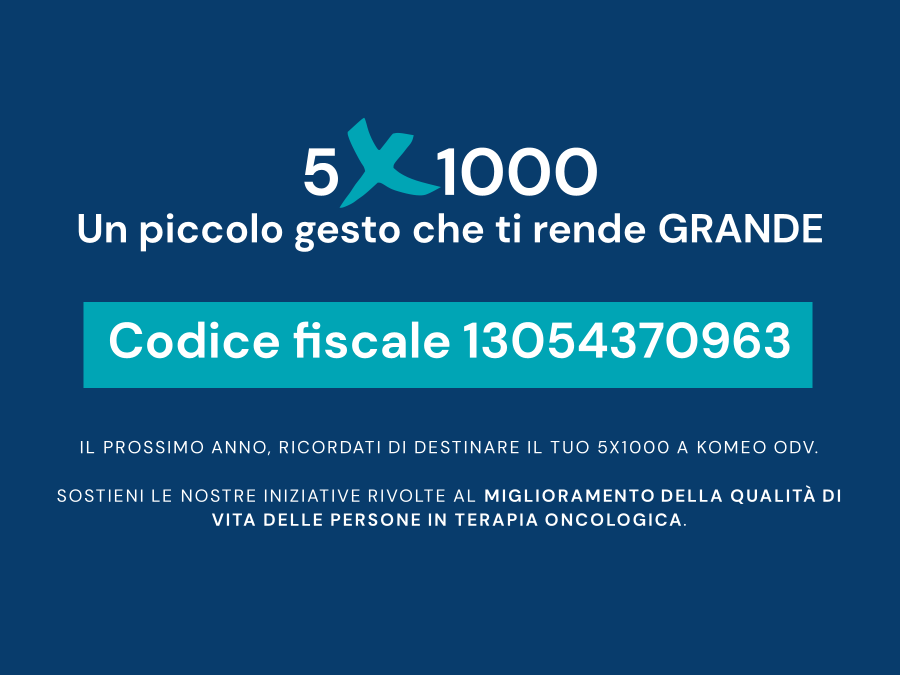 5X1000
Un piccolo gesto che ti rende GRANDE
Codice fiscale 13054370963
IL PROSSIMO ANNO, RICORDATI DI DESTINARE IL TUO 5X1000 A KOMEO ODV.
SOSTIENI LE NOSTRE INIZIATIVE RIVOLTE AL MIGLIORAMENTO DELLA QUALITÀ DI
VITA DELLE PERSONE IN TERAPIA ONCOLOGICA.